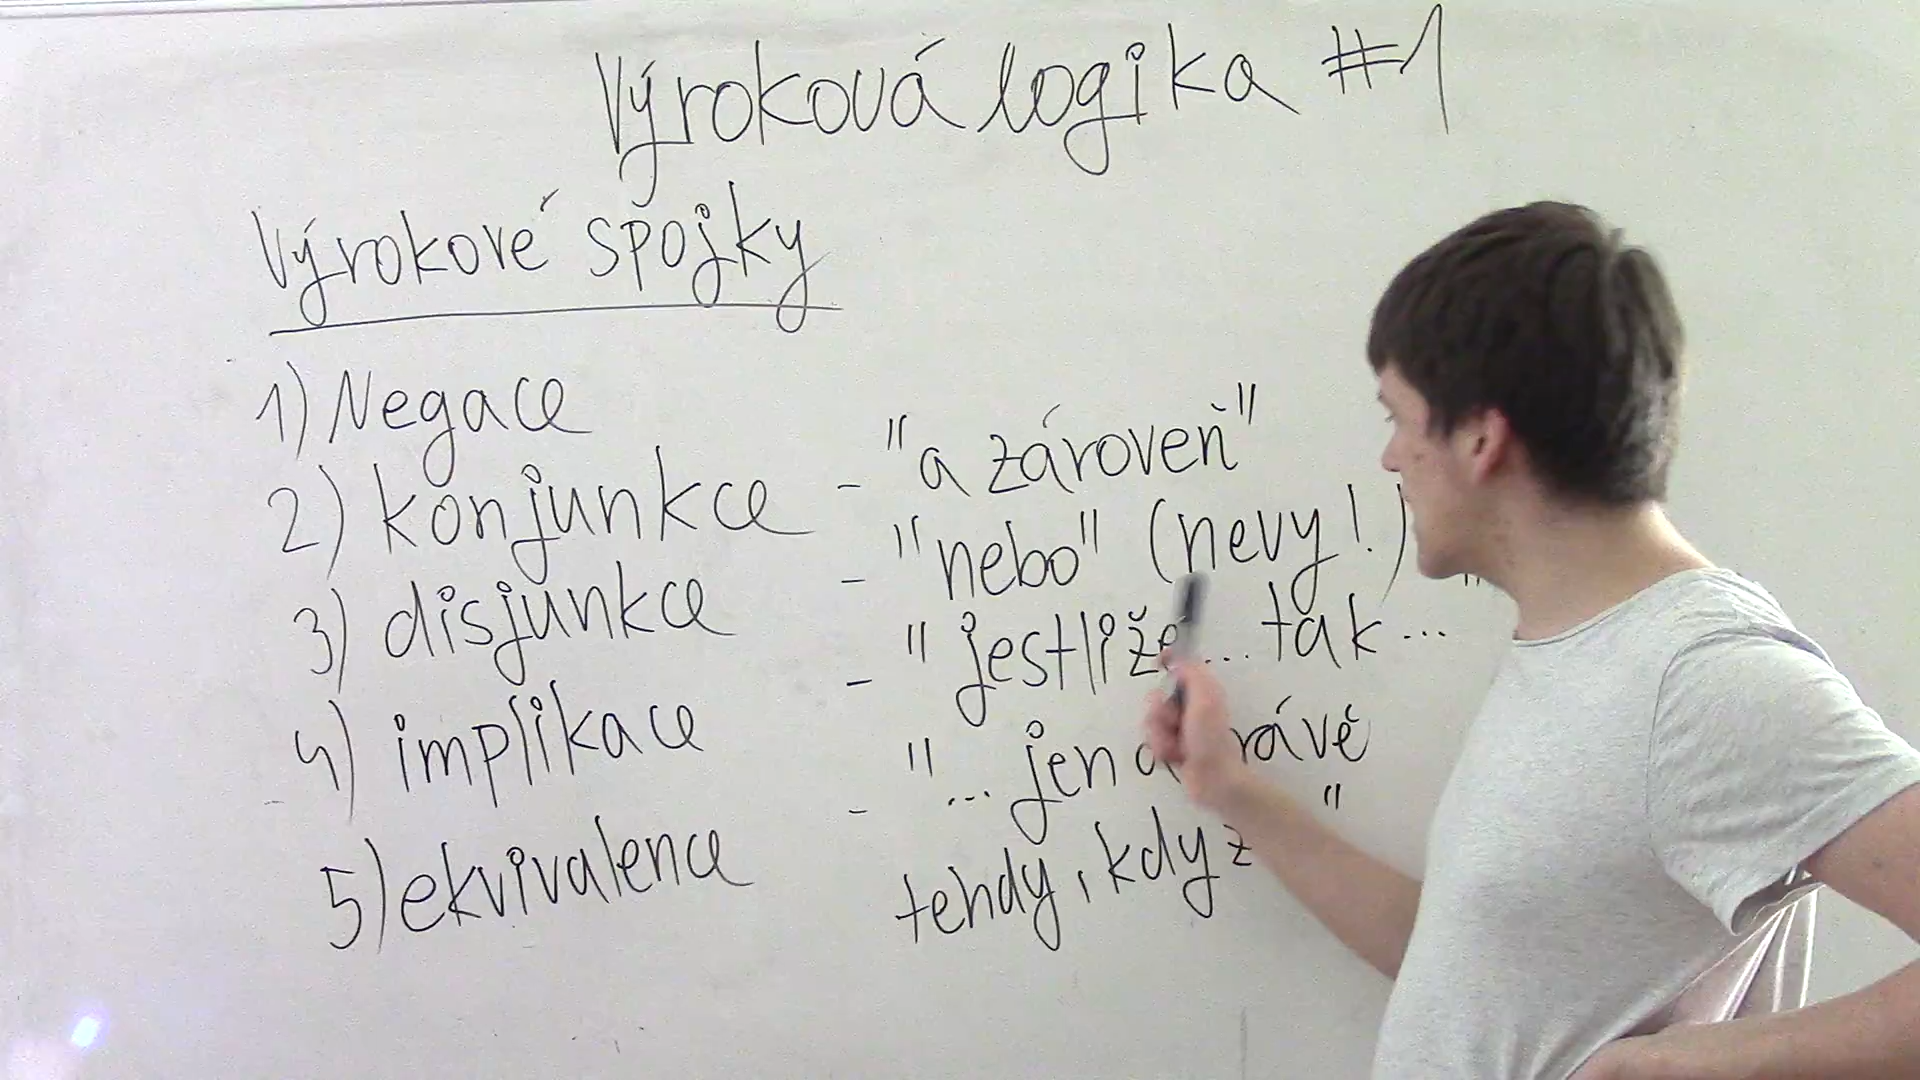 Výroková logika #1
Výrokové spojky
1) Negace
2) konjunkce - "a zároveň"
3) disjunkce - "nebo" (nevy!)
4) implikace - "jestliže... tak... "
5) ekvivalence - "... jen
tehdy, když "